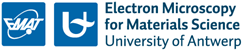 EMAT
Electron Microscopy
for Materials Science
University of Antwerp